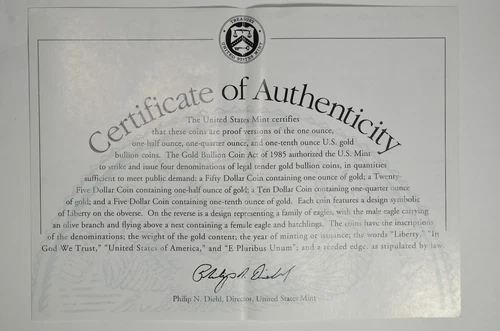 TREASURY
UNITED STATES MINT
Certificate of Authenticity
The United States Mint certifies
that these coins are proof versions of the one ounce,
one-half ounce, one-quarter ounce, and one-tenth ounce U.S. gold
bullion coins. The Gold Bullion Coin Act of 1985 authorized the U.S. Mint
to strike and issue four denominations of legal tender gold bullion coins, in quantities
sufficient to meet public demand: a Fifty Dollar Coin containing one ounce of gold; a Twenty-
Five Dollar Coin containing one-half ounce of gold; a Ten Dollar Coin containing one-quarter ounce
of gold; and a Five Dollar Coin containing one-tenth ounce of gold. Each coin features a design symbolic
of Liberty on the obverse. On the reverse is a design representing a family of eagles, with the male eagle carrying
an olive branch and flying above a nest containing a female eagle and hatchlings. The coins have the inscriptions
of the denominations; the weight of the gold content; the year of minting or issuance; the words "Liberty," "In
God We Trust," "United States of America," and "E Pluribus Unum"; and a reeded edge, as stipulated by law.
Philip N. Diehl
Philip N. Diehl, Director, United States Mint